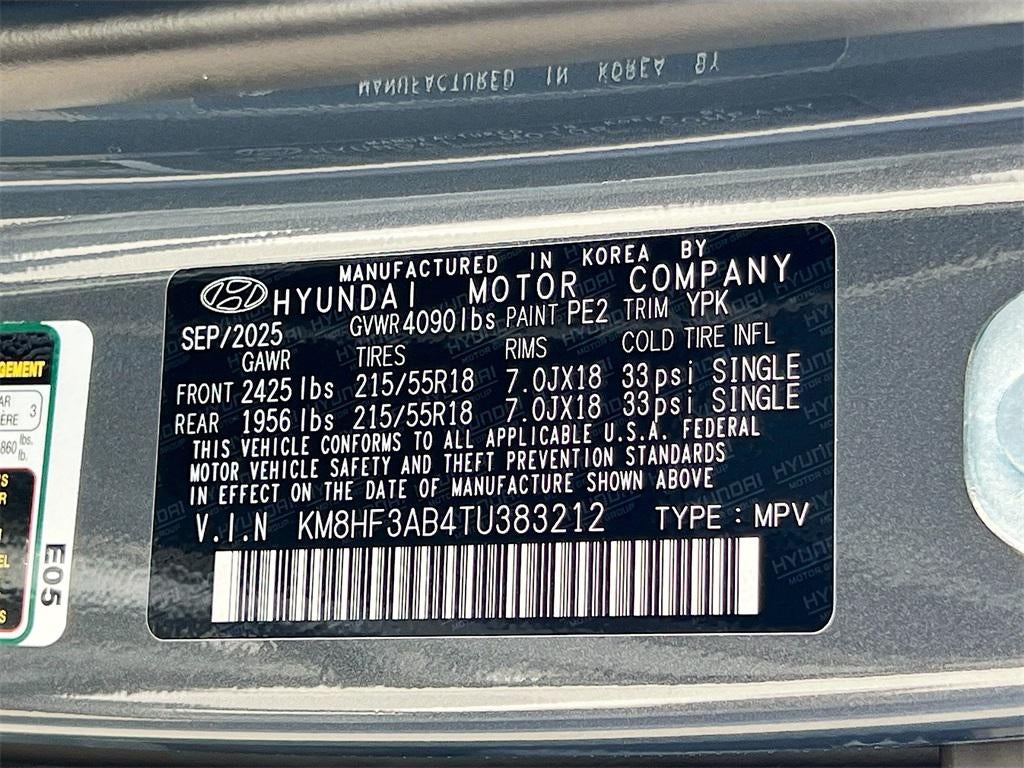 MANUFACTURED IN KOREA BY
MANUFACTURED IN KOREA BY
HYUNDAI MOTOR COMPANY
SEP/2025 GVWR 4090 lbs PAINT PE2 TRIM YPK
GAWR TIRES RIMS COLD TIRE INFL
FRONT 2425 lbs 215/55R18 7.0JX18 33psi SINGLE
REAR 1956 lbs 215/55R18 7.0JX18 33psi SINGLE
THIS VEHICLE CONFORMS TO ALL APPLICABLE U.S.A. FEDERAL
MOTOR VEHICLE SAFETY AND THEFT PREVENTION STANDARDS
IN EFFECT ON THE DATE OF MANUFACTURE SHOWN ABOVE
V.I.N KM8HF3AB4TU383212 TYPE : MPV
3
860 lbs.
E05